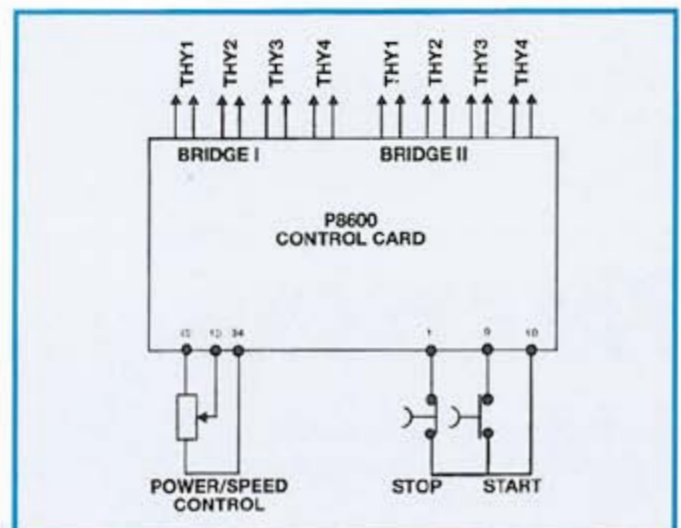 THY1 THY2 THY3 THY4 THY1 THY2 THY3 THY4
BRIDGE I BRIDGE II
P8600
CONTROL CARD
34 1 9 10
POWER/SPEED
CONTROL
STOP START